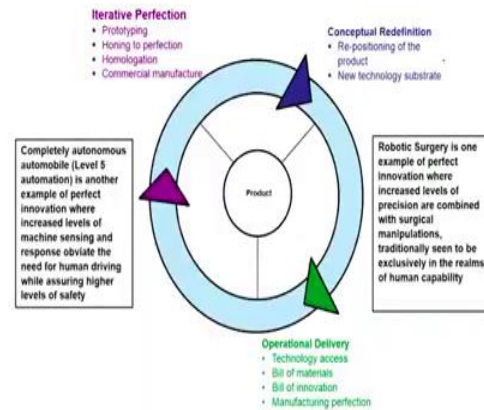 Iterative Perfection
• Prototyping
• Honing to perfection
• Homologation
• Commercial manufacture
Conceptual Redefinition
• Re-positioning of the
product
• New technology substrate
Completely autonomous
automobile (Level 5
automation) is another
example of perfect
innovation where
increased levels of
machine sensing and
response obviate the
need for human driving
while assuring higher
levels of safety
Product
Robotic Surgery is one
example of perfect
Innovation where
increased levels of
precision are combined
with surgical
manipulations,
traditionally seen to be
exclusively in the realms
of human capability
Operational Delivery
• Technology access
• Bill of materials
• Bill of innovation
• Manufacturing perfection